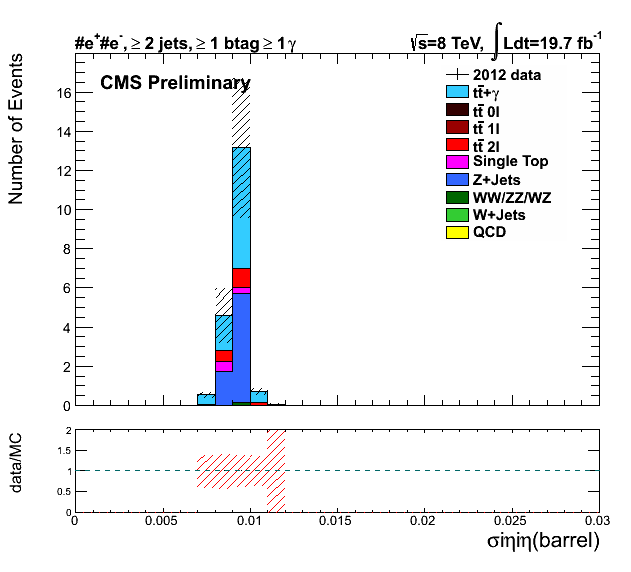 #e⁺#e⁻, ≥ 2 jets, ≥ 1 btag ≥ 1 γ
√s=8 TeV, ∫ Ldt=19.7 fb⁻¹
CMS Preliminary
2012 data
tt̄+γ
tt̄ 0l
tt̄ 1l
tt̄ 2l
Single Top
Z+Jets
WW/ZZ/WZ
W+Jets
QCD
Number of Events
16
14
12
10
8
6
4
2
0
data/MC
2
1.5
1
0.5
0
0 0.005 0.01 0.015 0.02 0.025 0.03
σiηiη(barrel)